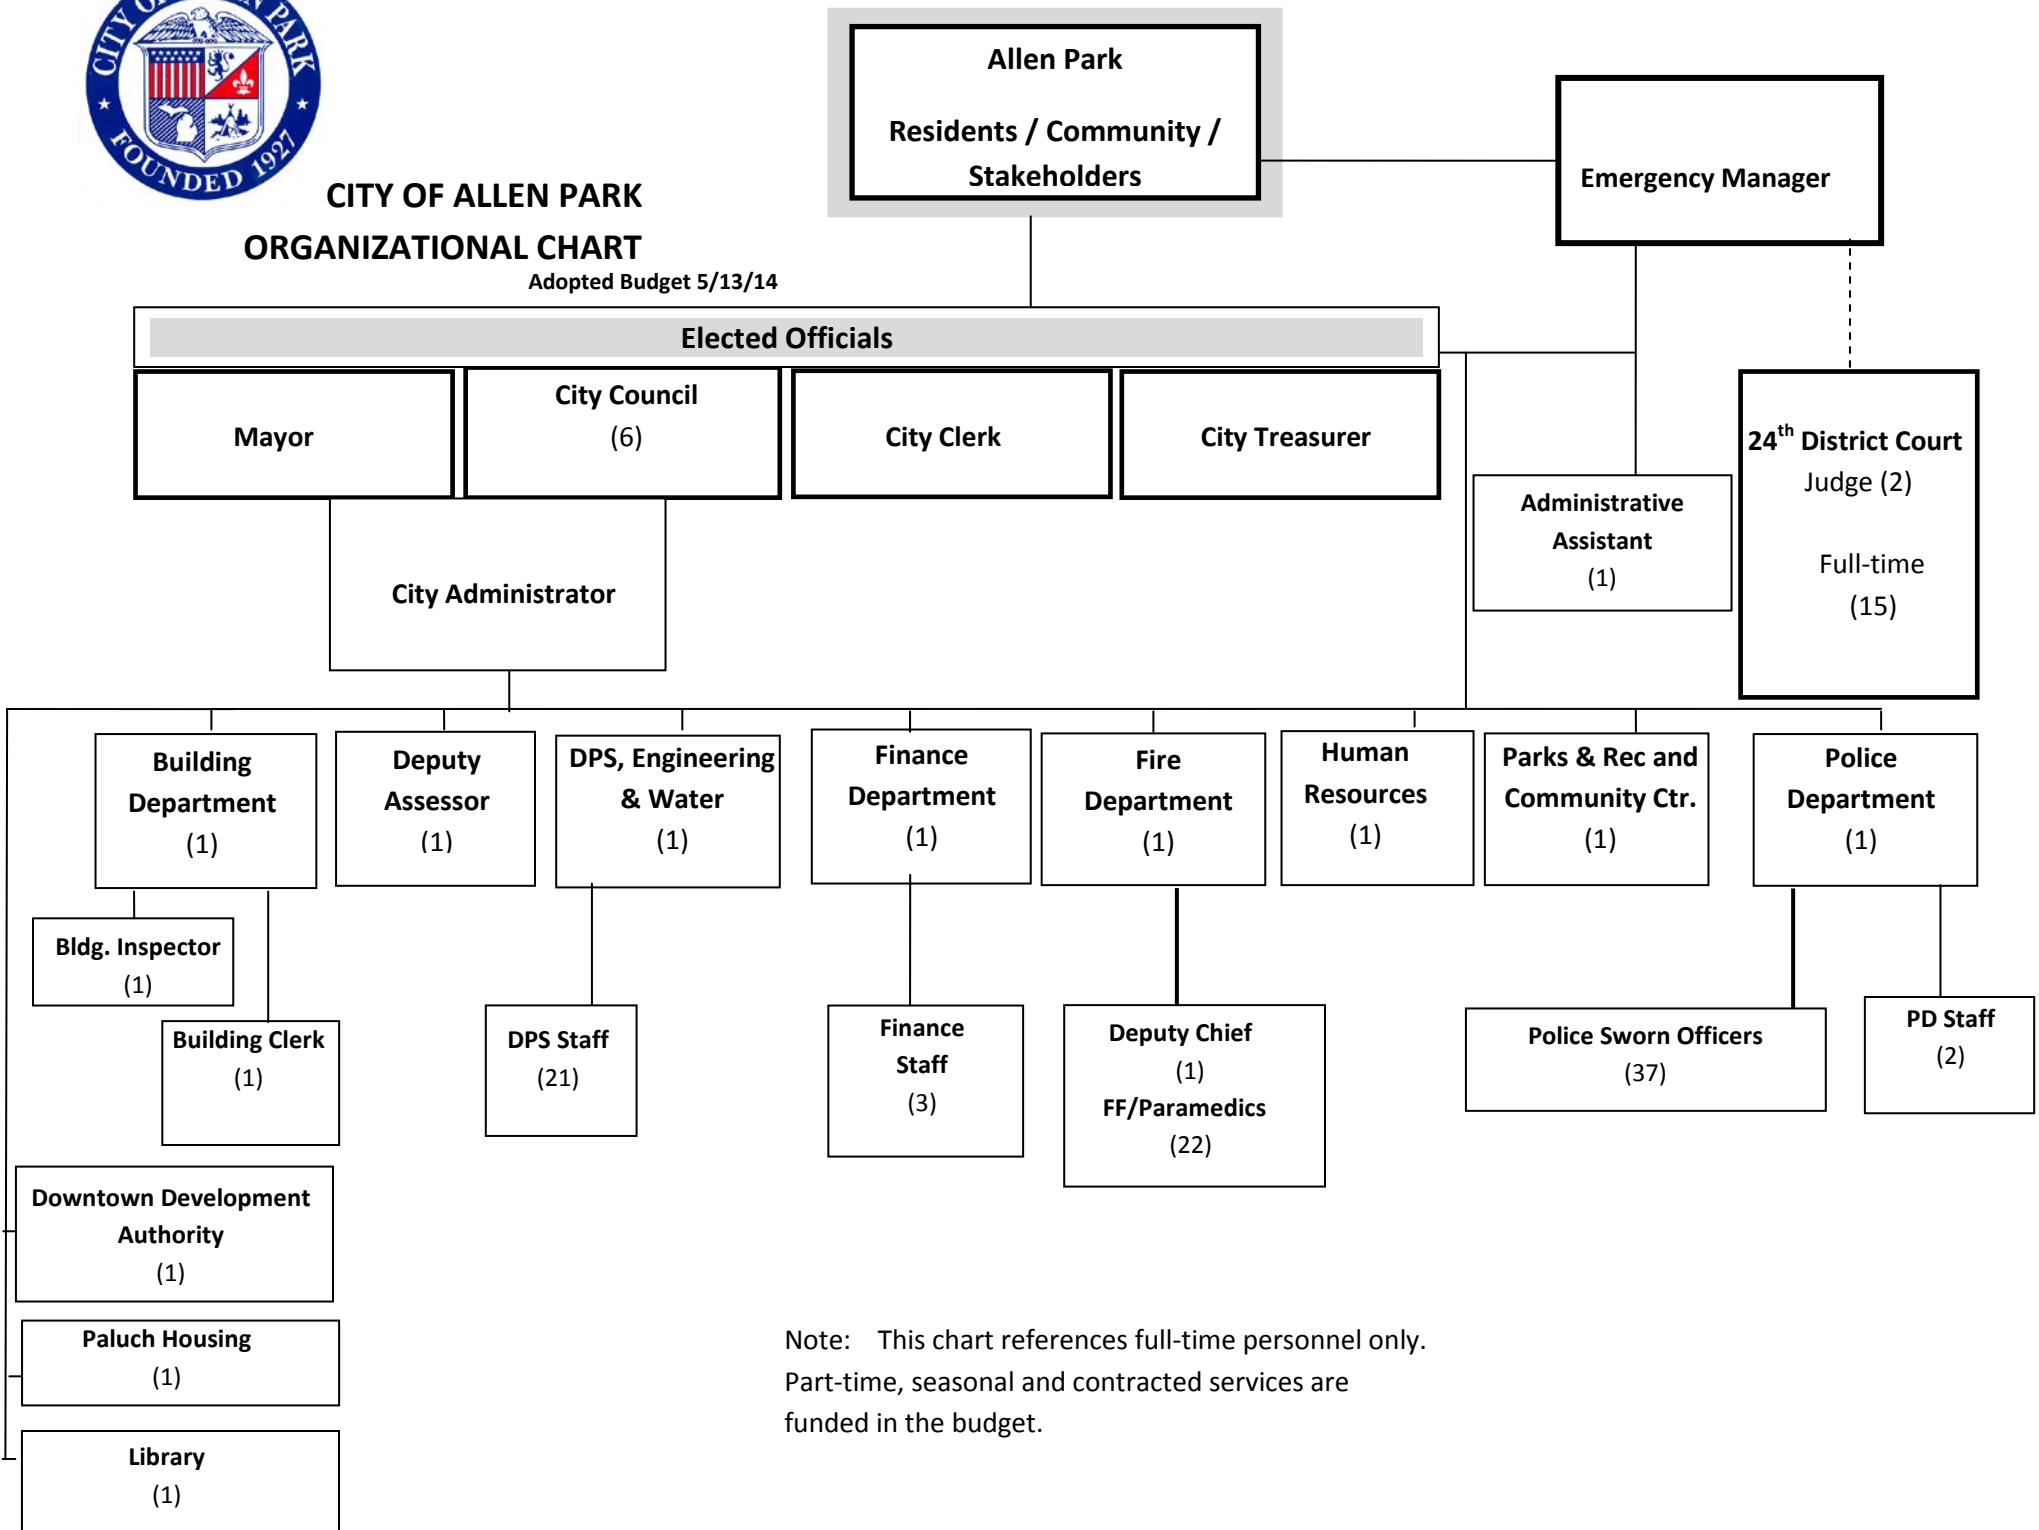 CITY OF ALLEN PARK
FOUNDED 1927
CITY OF ALLEN PARK
ORGANIZATIONAL CHART
Adopted Budget 5/13/14
Allen Park
Residents / Community /
Stakeholders
Emergency Manager
Elected Officials
Mayor
City Council
(6)
City Clerk
City Treasurer
24th District Court
Judge (2)
Full-time
(15)
Administrative
Assistant
(1)
City Administrator
Building
Department
(1)
Deputy
Assessor
(1)
DPS, Engineering
& Water
(1)
Finance
Department
(1)
Fire
Department
(1)
Human
Resources
(1)
Parks & Rec and
Community Ctr.
(1)
Police
Department
(1)
Bldg. Inspector
(1)
Building Clerk
(1)
DPS Staff
(21)
Finance
Staff
(3)
Deputy Chief
(1)
FF/Paramedics
(22)
Police Sworn Officers
(37)
PD Staff
(2)
Downtown Development
Authority
(1)
Paluch Housing
(1)
Library
(1)
Note: This chart references full-time personnel only.
Part-time, seasonal and contracted services are
funded in the budget.